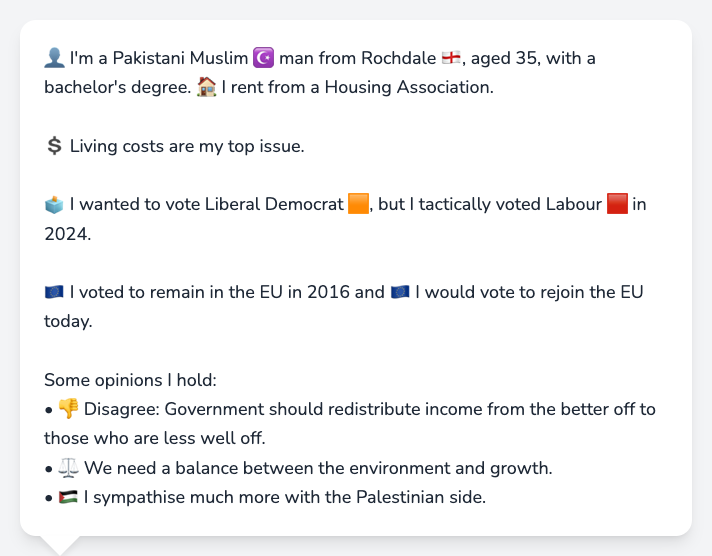 👤 I'm a Pakistani Muslim ☪️ man from Rochdale 🏴󠁧󠁢󠁥󠁮󠁧󠁿, aged 35, with a
bachelor's degree. 🏠 I rent from a Housing Association.
💲 Living costs are my top issue.
🗳️ I wanted to vote Liberal Democrat 🟧, but I tactically voted Labour 🟥 in
2024.
🇪🇺 I voted to remain in the EU in 2016 and 🇪🇺 I would vote to rejoin the EU
today.
Some opinions I hold:
• 👎 Disagree: Government should redistribute income from the better off to
those who are less well off.
• ⚖️ We need a balance between the environment and growth.
• 🇵🇸 I sympathise much more with the Palestinian side.